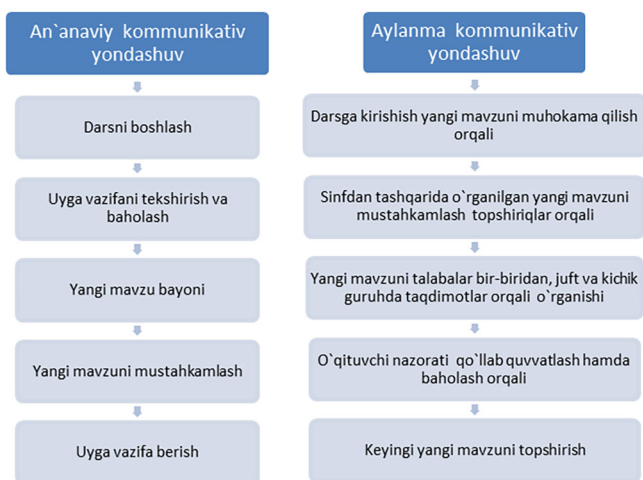 An`anaviy kommunikativ
yondashuv
Darsni boshlash
Uyga vazifani tekshirish va
baholash
Yangi mavzu bayoni
Yangi mavzuni mustahkamlash
Uyga vazifa berish
Aylanma kommunikativ
yondashuv
Darsga kirishish yangi mavzuni muhokama qilish
orqali
Sinfdan tashqarida o`rganilgan yangi mavzuni
mustahkamlash topshiriqlar orqali
Yangi mavzuni talabalar bir-biridan, juft va kichik
guruhda taqdimotlar orqali o`rganishi
O`qituvchi nazorati qo`llab quvvatlash hamda
baholash orqali
Keyingi yangi mavzuni topshirish